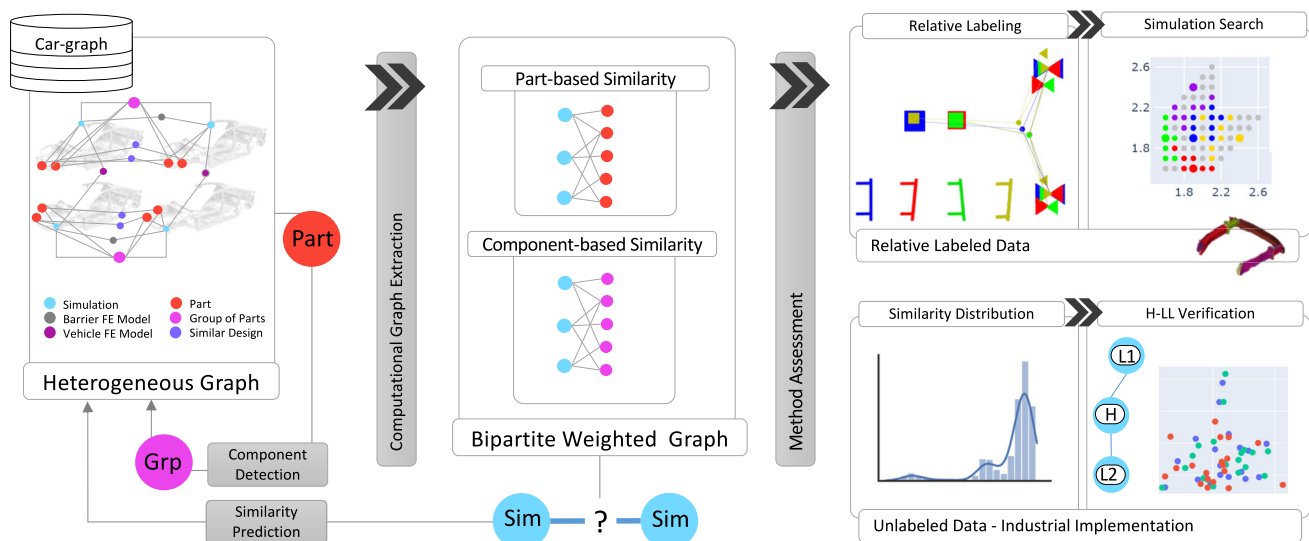 Car-graph
Simulation
Barrier FE Model
Vehicle FE Model
Part
Group of Parts
Similar Design
Heterogeneous Graph
Part
Grp
Component
Detection
Similarity
Prediction
Computational Graph Extraction
Part-based Similarity
Component-based Similarity
Bipartite Weighted Graph
Sim
?
Sim
Method Assessment
Relative Labeling
Simulation Search
2.6
2.2
1.8
1.8
2.2
2.6
Relative Labeled Data
Similarity Distribution
H-LL Verification
L1
H
L2
Unlabeled Data - Industrial Implementation